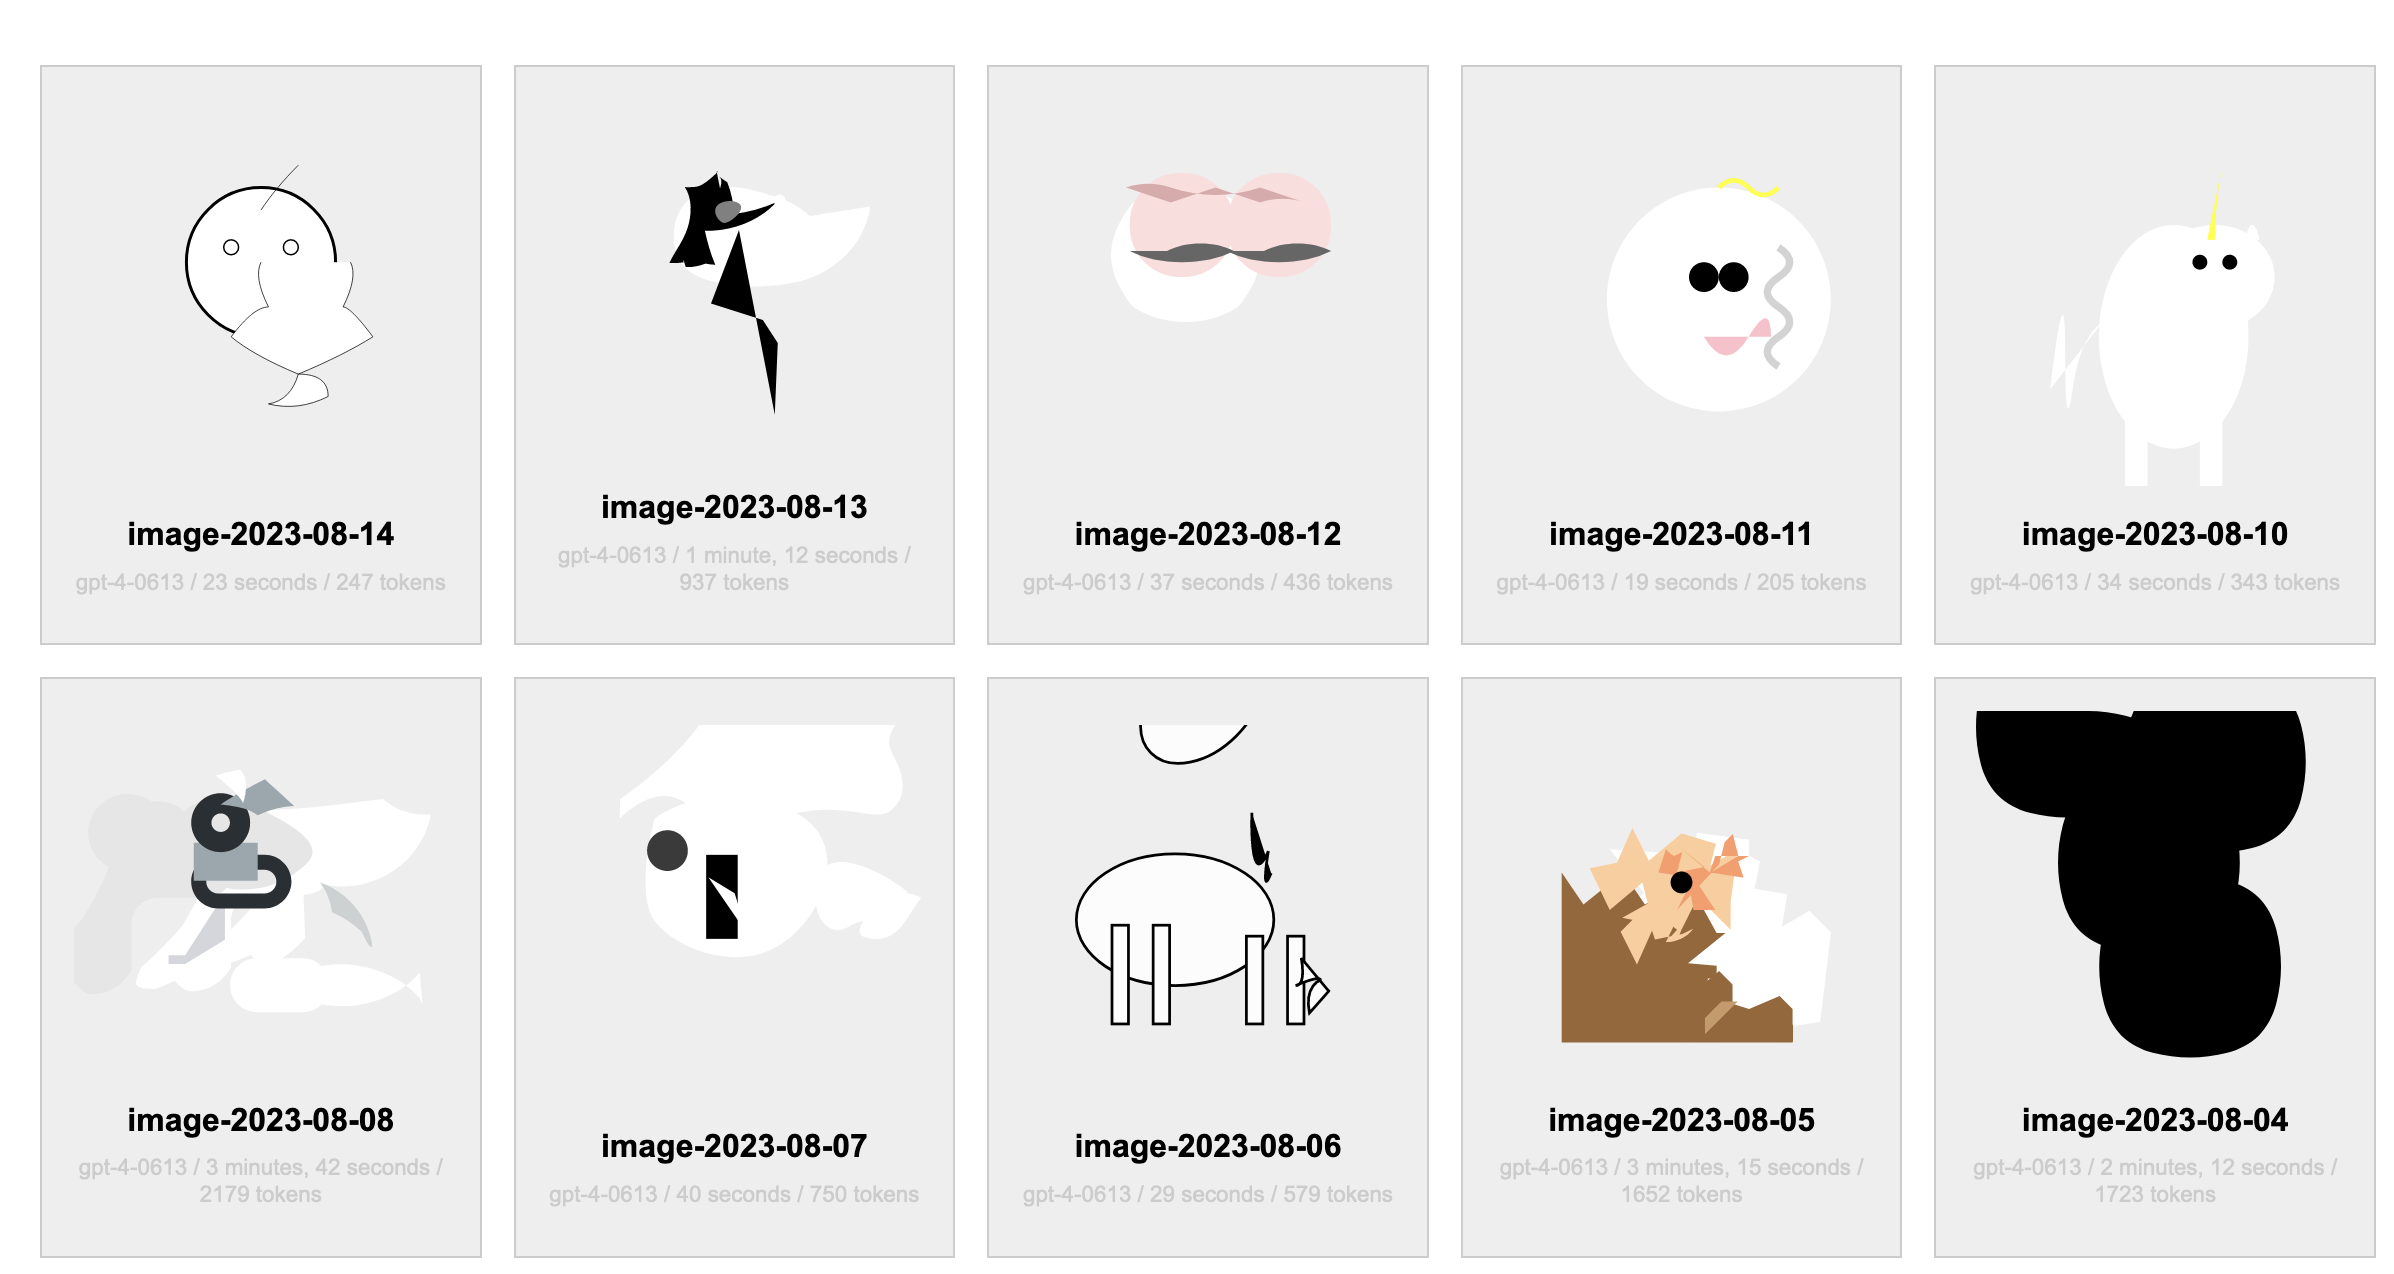 image-2023-08-14
gpt-4-0613 / 23 seconds / 247 tokens
image-2023-08-13
gpt-4-0613 / 1 minute, 12 seconds /
937 tokens
image-2023-08-12
gpt-4-0613 / 37 seconds / 436 tokens
image-2023-08-11
gpt-4-0613 / 19 seconds / 205 tokens
image-2023-08-10
gpt-4-0613 / 34 seconds / 343 tokens
image-2023-08-08
gpt-4-0613 / 3 minutes, 42 seconds /
2179 tokens
image-2023-08-07
gpt-4-0613 / 40 seconds / 750 tokens
image-2023-08-06
gpt-4-0613 / 29 seconds / 579 tokens
image-2023-08-05
gpt-4-0613 / 3 minutes, 15 seconds /
1652 tokens
image-2023-08-04
gpt-4-0613 / 2 minutes, 12 seconds /
1723 tokens